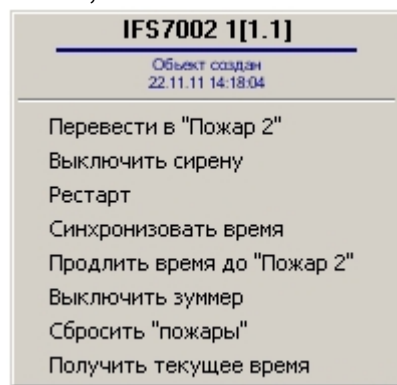 IFS7002 1[1.1]
Объект создан
22.11.11 14:18:04
Перевести в "Пожар 2"
Выключить сирену
Рестарт
Синхронизовать время
Продлить время до "Пожар 2"
Выключить зуммер
Сбросить "пожары"
Получить текущее время